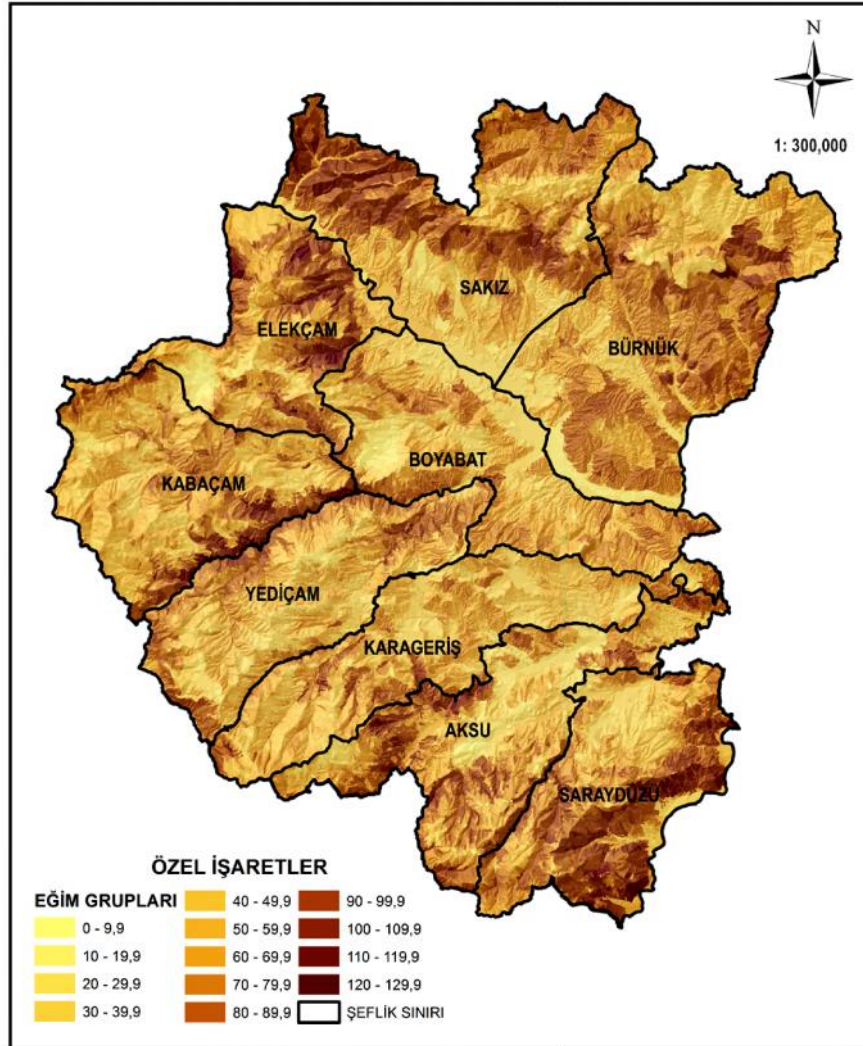 N
1: 300,000
SAKIZ
ELEKÇAM
BÜRNÜK
BOYABAT
KABAÇAM
YEDİÇAM
KARAGERİŞ
AKSU
SARAYDÜZÜ
ÖZEL İŞARETLER
EĞİM GRUPLARI
0 - 9,9
10 - 19,9
20 - 29,9
30 - 39,9
40 - 49,9
50 - 59,9
60 - 69,9
70 - 79,9
80 - 89,9
90 - 99,9
100 - 109,9
110 - 119,9
120 - 129,9
ŞEFLİK SINIRI